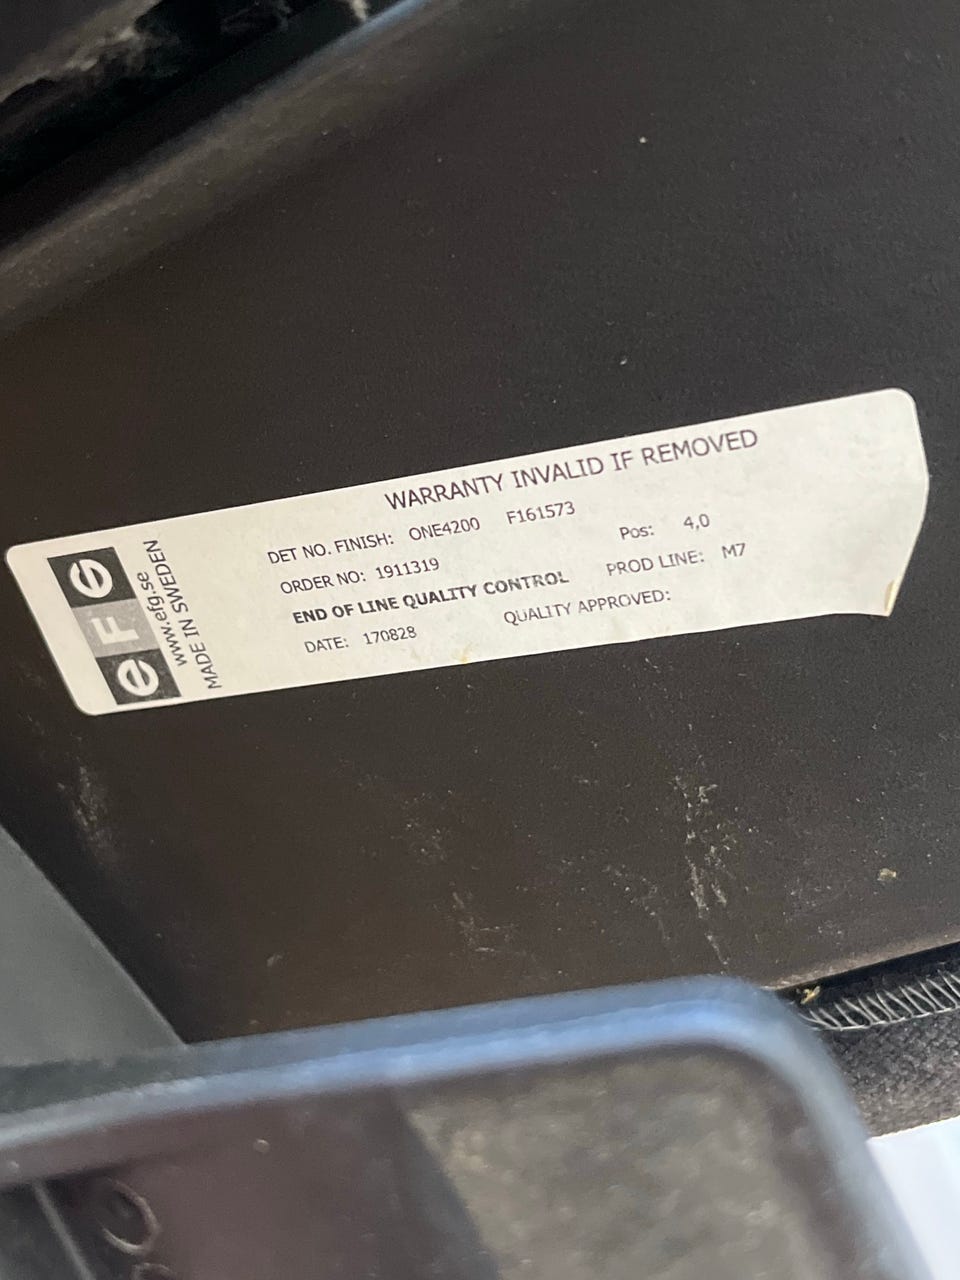 eFG
www.efg.se
MADE IN SWEDEN
WARRANTY INVALID IF REMOVED
DET NO. FINISH: ONE4200 F161573
ORDER NO: 1911319 Pos: 4,0
END OF LINE QUALITY CONTROL PROD LINE: M7
DATE: 170828 QUALITY APPROVED: